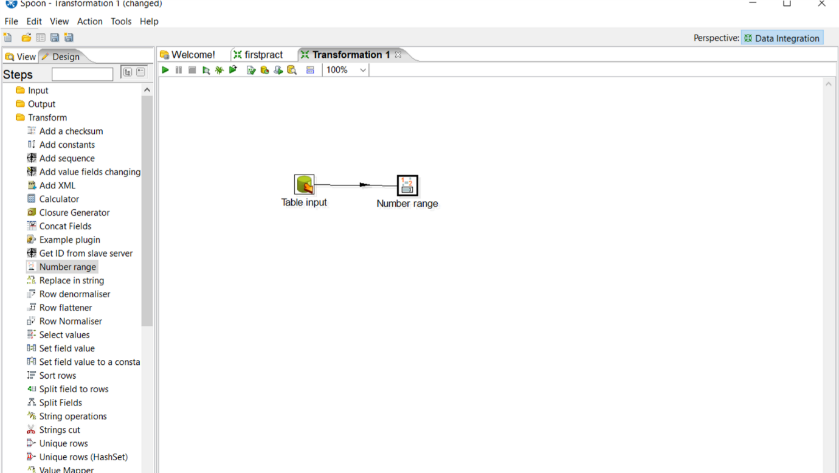 Spoon - Transformation 1 (changed)
File Edit View Action Tools Help
Perspective: Data Integration
View Design
Welcome! firstpract Transformation 1
Steps
100%
Input
Output
Transform
Add a checksum
Add constants
Add sequence
Add value fields changing
Add XML
Calculator
Closure Generator
Concat Fields
Example plugin
Get ID from slave server
Number range
Replace in string
Row denormaliser
Row flattener
Row Normaliser
Select values
Set field value
Set field value to a consta
Sort rows
Split field to rows
Split Fields
String operations
Strings cut
Unique rows
Unique rows (HashSet)
Value Mapper
Table input
Number range